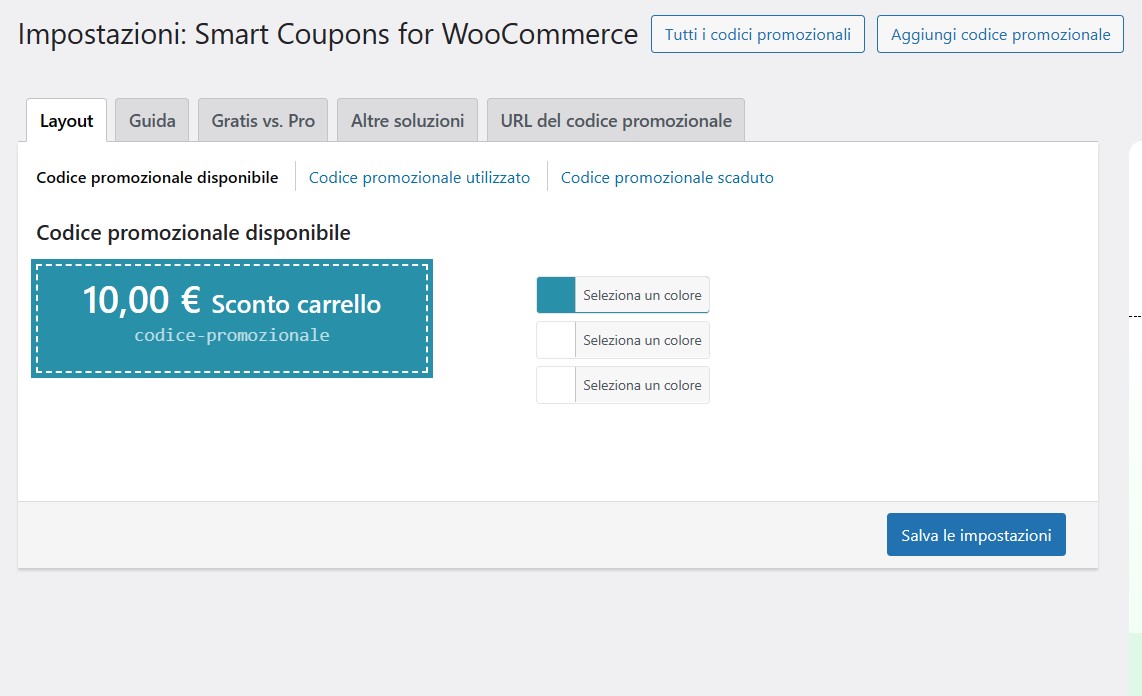 Impostazioni: Smart Coupons for WooCommerce Tutti i codici promozionali Aggiungi codice promozionale
Layout Guida Gratis vs. Pro Altre soluzioni URL del codice promozionale
Codice promozionale disponibile Codice promozionale utilizzato Codice promozionale scaduto
Codice promozionale disponibile
10,00 € Sconto carrello
codice-promozionale
Seleziona un colore
Seleziona un colore
Seleziona un colore
Salva le impostazioni